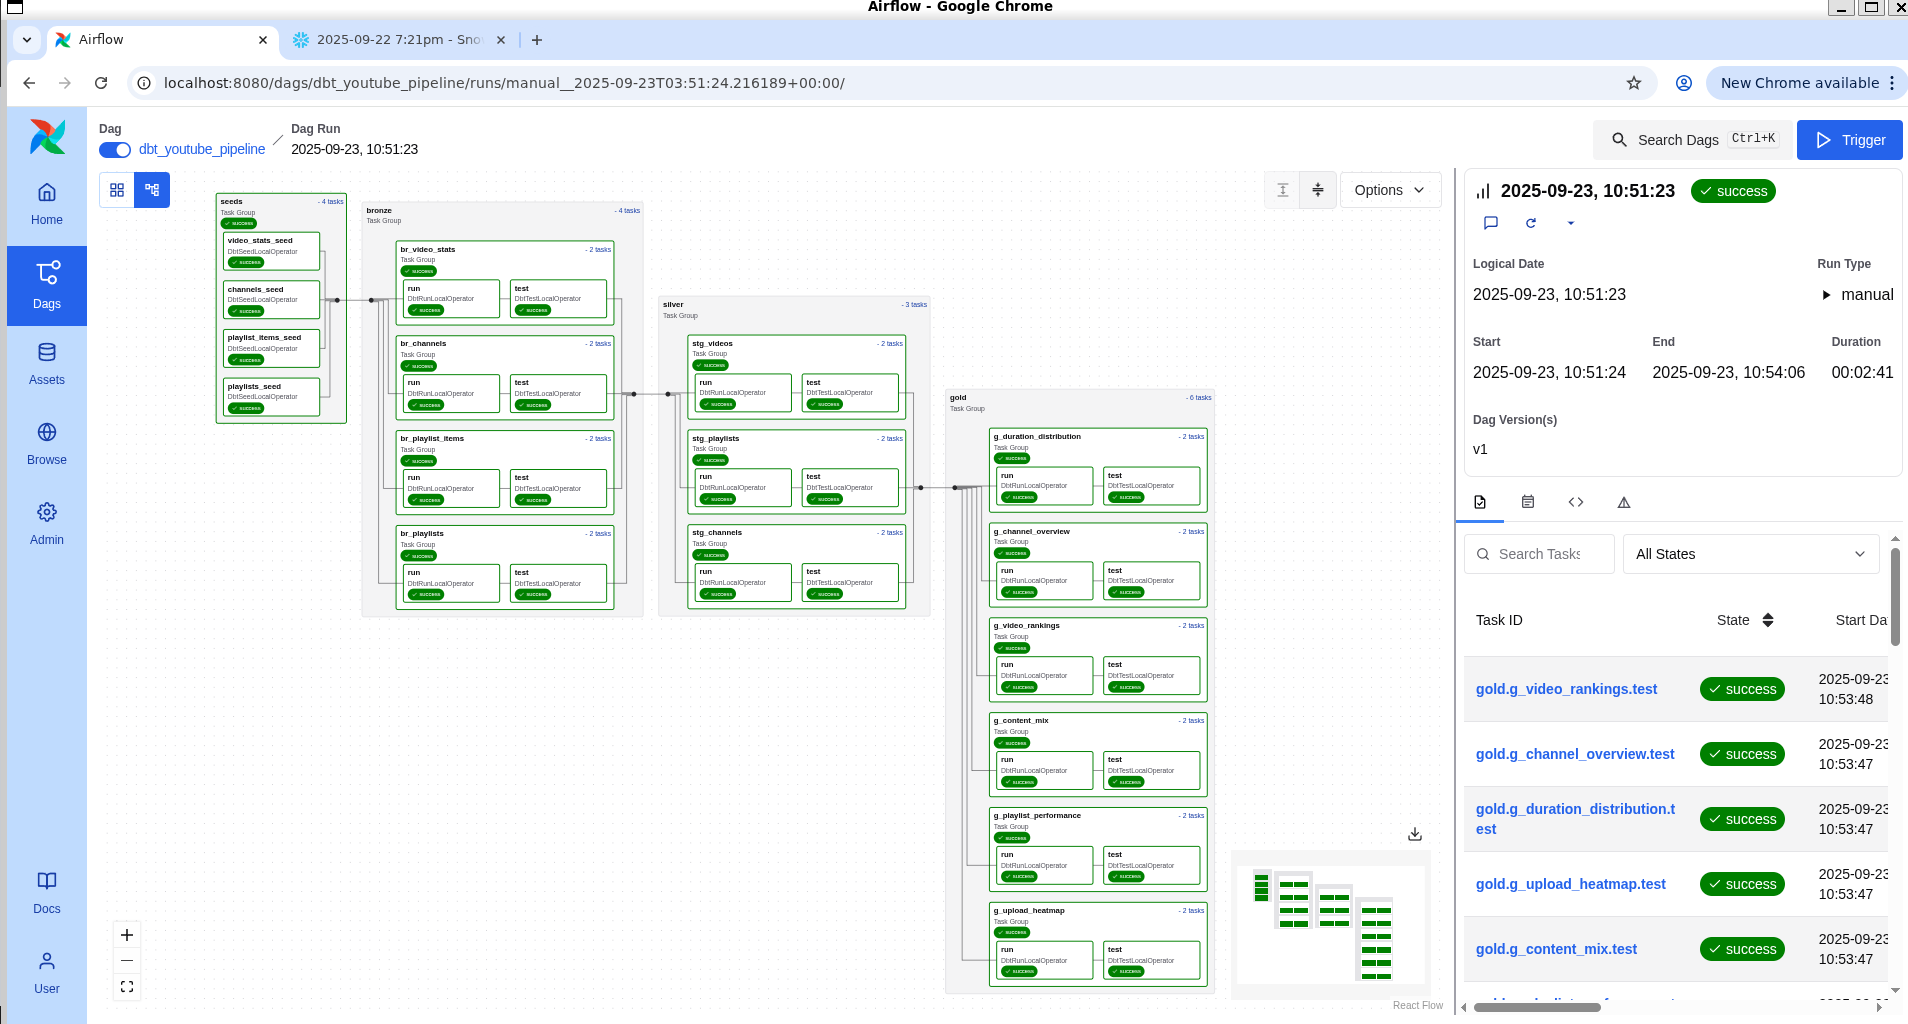 Airflow - Google Chrome
Airflow
2025-09-22 7:21pm - Sno
localhost:8080/dags/dbt_youtube_pipeline/runs/manual__2025-09-23T03:51:24.216189+00:00/
New Chrome available
Dag
dbt_youtube_pipeline
Dag Run
2025-09-23, 10:51:23
Search Dags Ctrl+K
Trigger
Home
Dags
Assets
Browse
Admin
Docs
User
Options
seeds - 4 tasks
Task Group
success
video_stats_seed
DbtSeedLocalOperator
success
channels_seed
DbtSeedLocalOperator
success
playlist_items_seed
DbtSeedLocalOperator
success
playlists_seed
DbtSeedLocalOperator
success
bronze - 4 tasks
Task Group
br_video_stats - 2 tasks
Task Group
success
run test
DbtRunLocalOperator DbtTestLocalOperator
success success
br_channels - 2 tasks
Task Group
success
run test
DbtRunLocalOperator DbtTestLocalOperator
success success
br_playlist_items - 2 tasks
Task Group
success
run test
DbtRunLocalOperator DbtTestLocalOperator
success success
br_playlists - 2 tasks
Task Group
success
run test
DbtRunLocalOperator DbtTestLocalOperator
success success
silver - 3 tasks
Task Group
stg_videos - 2 tasks
Task Group
success
run test
DbtRunLocalOperator DbtTestLocalOperator
success success
stg_playlists - 2 tasks
Task Group
success
run test
DbtRunLocalOperator DbtTestLocalOperator
success success
stg_channels - 2 tasks
Task Group
success
run test
DbtRunLocalOperator DbtTestLocalOperator
success success
gold - 6 tasks
Task Group
g_duration_distribution - 2 tasks
Task Group
success
run test
DbtRunLocalOperator DbtTestLocalOperator
success success
g_channel_overview - 2 tasks
Task Group
success
run test
DbtRunLocalOperator DbtTestLocalOperator
success success
g_video_rankings - 2 tasks
Task Group
success
run test
DbtRunLocalOperator DbtTestLocalOperator
success success
g_content_mix - 2 tasks
Task Group
success
run test
DbtRunLocalOperator DbtTestLocalOperator
success success
g_playlist_performance - 2 tasks
Task Group
success
run test
DbtRunLocalOperator DbtTestLocalOperator
success success
g_upload_heatmap - 2 tasks
Task Group
success
run test
DbtRunLocalOperator DbtTestLocalOperator
success success
React Flow
2025-09-23, 10:51:23 success
Logical Date Run Type
2025-09-23, 10:51:23 manual
Start End Duration
2025-09-23, 10:51:24 2025-09-23, 10:54:06 00:02:41
Dag Version(s)
v1
Search Tasks All States
Task ID State Start Da
gold.g_video_rankings.test success 2025-09-23
10:53:48
gold.g_channel_overview.test success 2025-09-23
10:53:47
gold.g_duration_distribution.t success 2025-09-23
est 10:53:47
gold.g_upload_heatmap.test success 2025-09-23
10:53:47
gold.g_content_mix.test success 2025-09-23
10:53:47